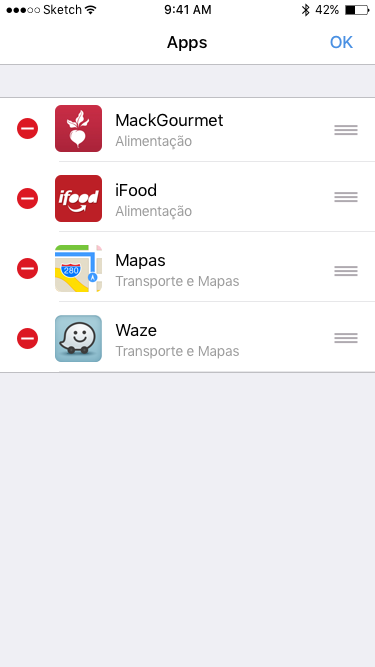 Sketch 9:41 AM 42%
Apps OK
MackGourmet
Alimentação
ifood
iFood
Alimentação
280
Mapas
Transporte e Mapas
Waze
Transporte e Mapas